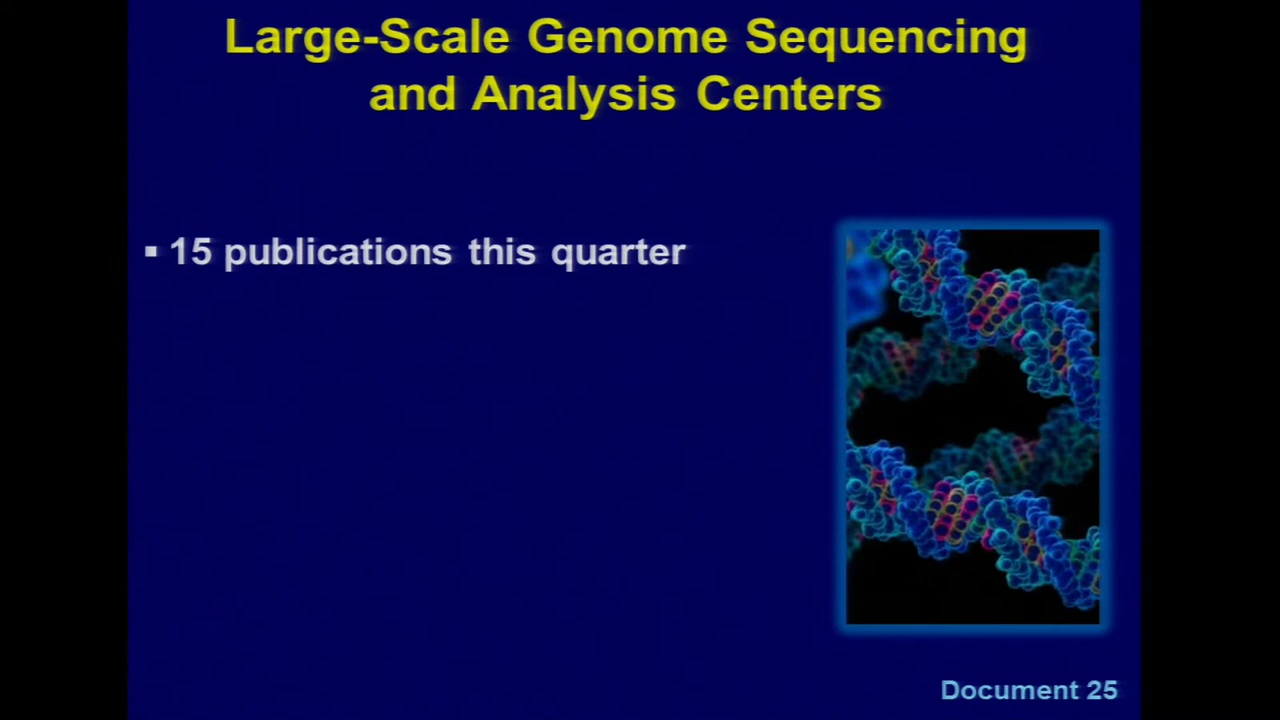 Large-Scale Genome Sequencing
and Analysis Centers
▪ 15 publications this quarter
Document 25